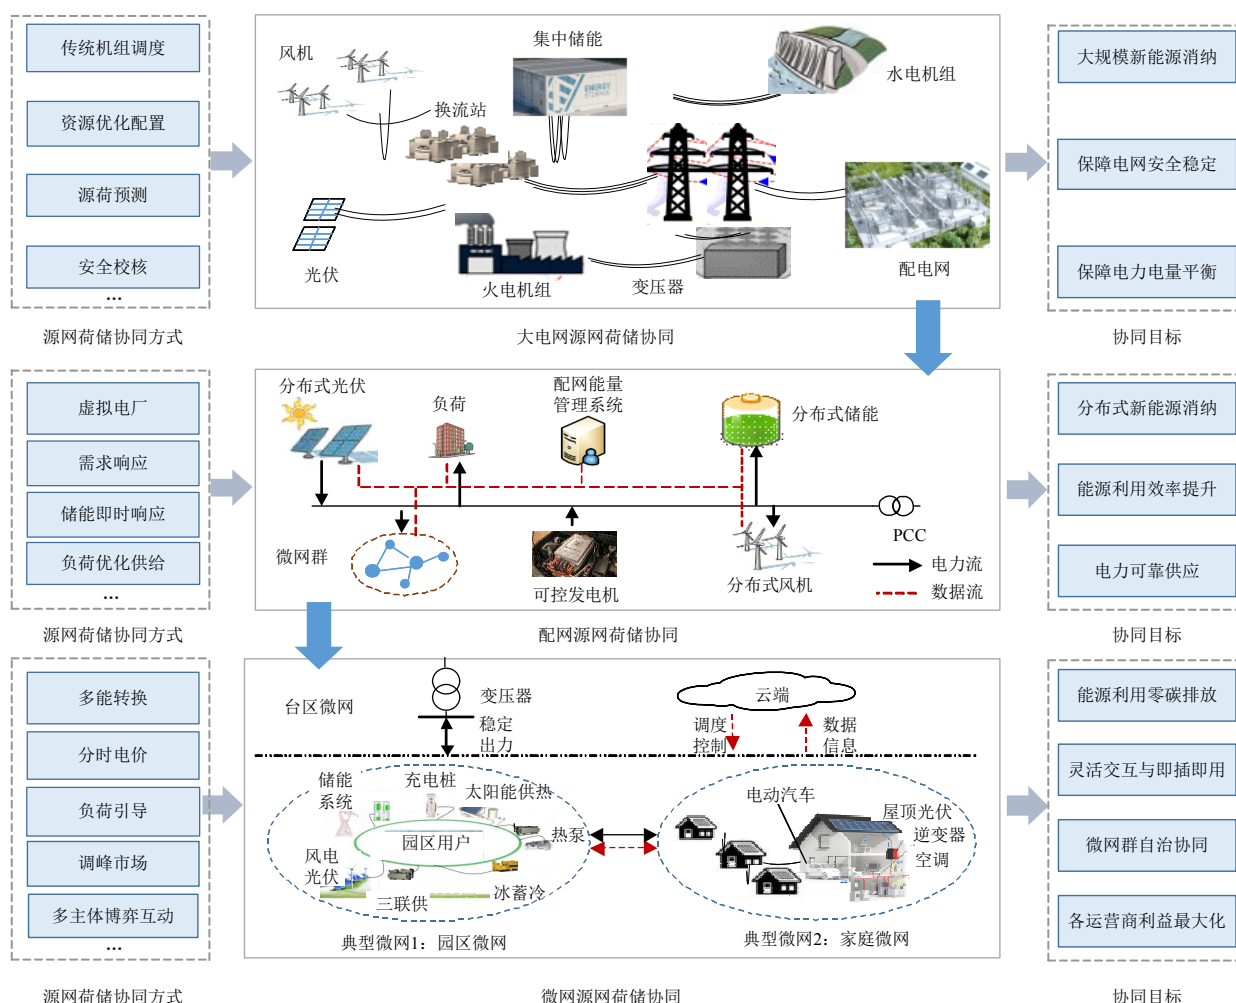 传统机组调度
资源优化配置
源荷预测
安全校核
...
源网荷储协同方式
风机
集中储能
ENERGY
STORAGE
水电机组
换流站
光伏
火电机组
变压器
配电网
大电网源网荷储协同
大规模新能源消纳
保障电网安全稳定
保障电力电量平衡
协同目标
虚拟电厂
需求响应
储能即时响应
负荷优化供给
...
源网荷储协同方式
分布式光伏
负荷
配网能量
管理系统
分布式储能
微网群
可控发电机
分布式风机
PCC
电力流
数据流
配网源网荷储协同
分布式新能源消纳
能源利用效率提升
电力可靠供应
协同目标
多能转换
分时电价
负荷引导
调峰市场
多主体博弈互动
...
源网荷储协同方式
台区微网
变压器
稳定
出力
云端
调度
控制
数据
信息
储能
系统
充电桩
太阳能供热
园区用户
热泵
风电
光伏
三联供
冰蓄冷
典型微网1：园区微网
电动汽车
屋顶光伏
逆变器
空调
典型微网2：家庭微网
微网源网荷储协同
能源利用零碳排放
灵活交互与即插即用
微网群自治协同
各运营商利益最大化
协同目标